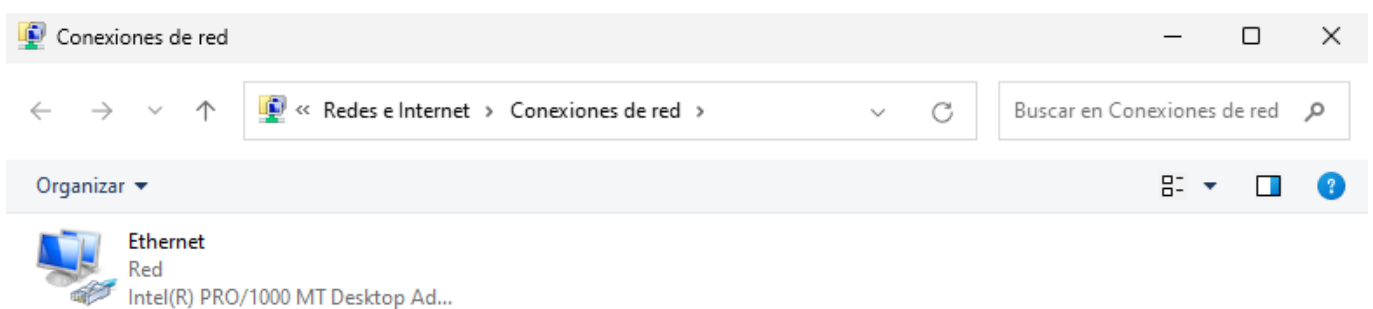 Conexiones de red
« Redes e Internet > Conexiones de red >
Buscar en Conexiones de red
Organizar
Ethernet
Red
Intel(R) PRO/1000 MT Desktop Ad...